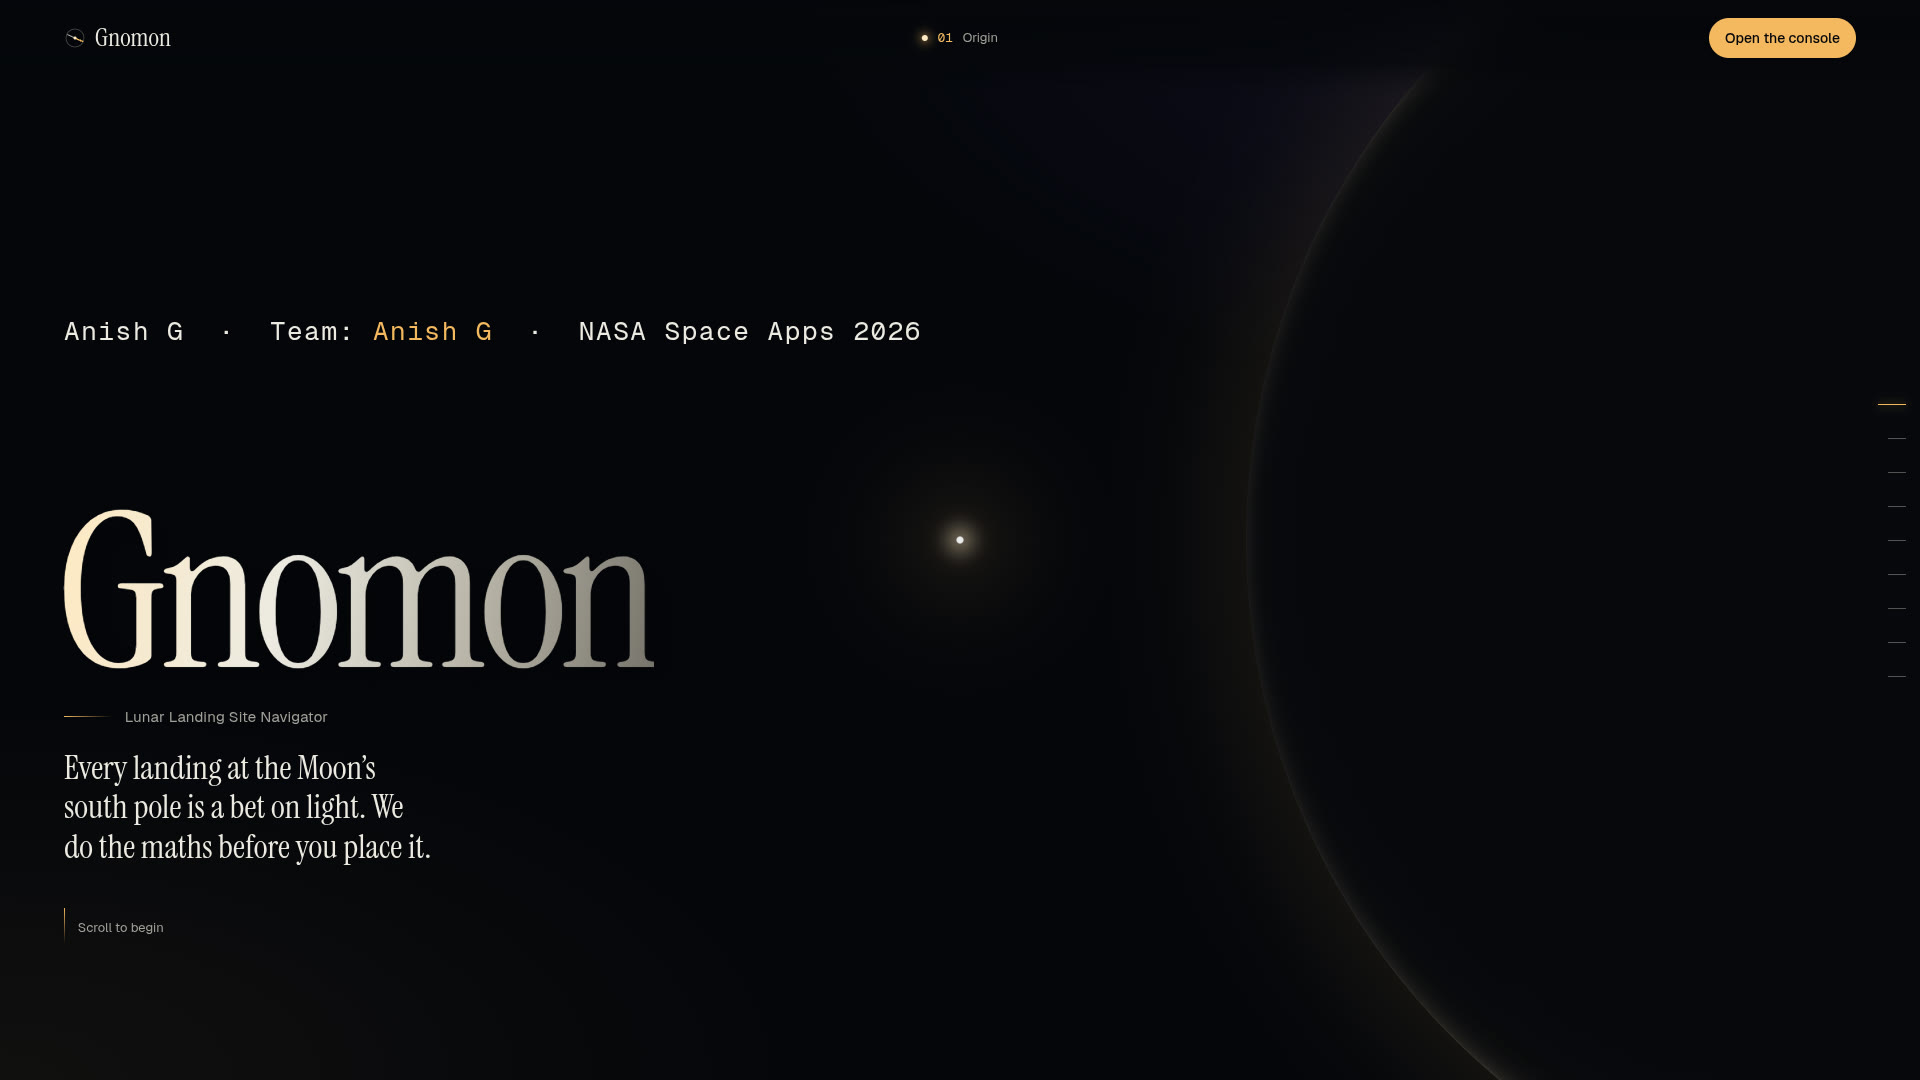 Gnomon
01 Origin
Open the console
Anish G · Team: Anish G · NASA Space Apps 2026
Gnomon
Lunar Landing Site Navigator
Every landing at the Moon’s
south pole is a bet on light. We
do the maths before you place it.
Scroll to begin